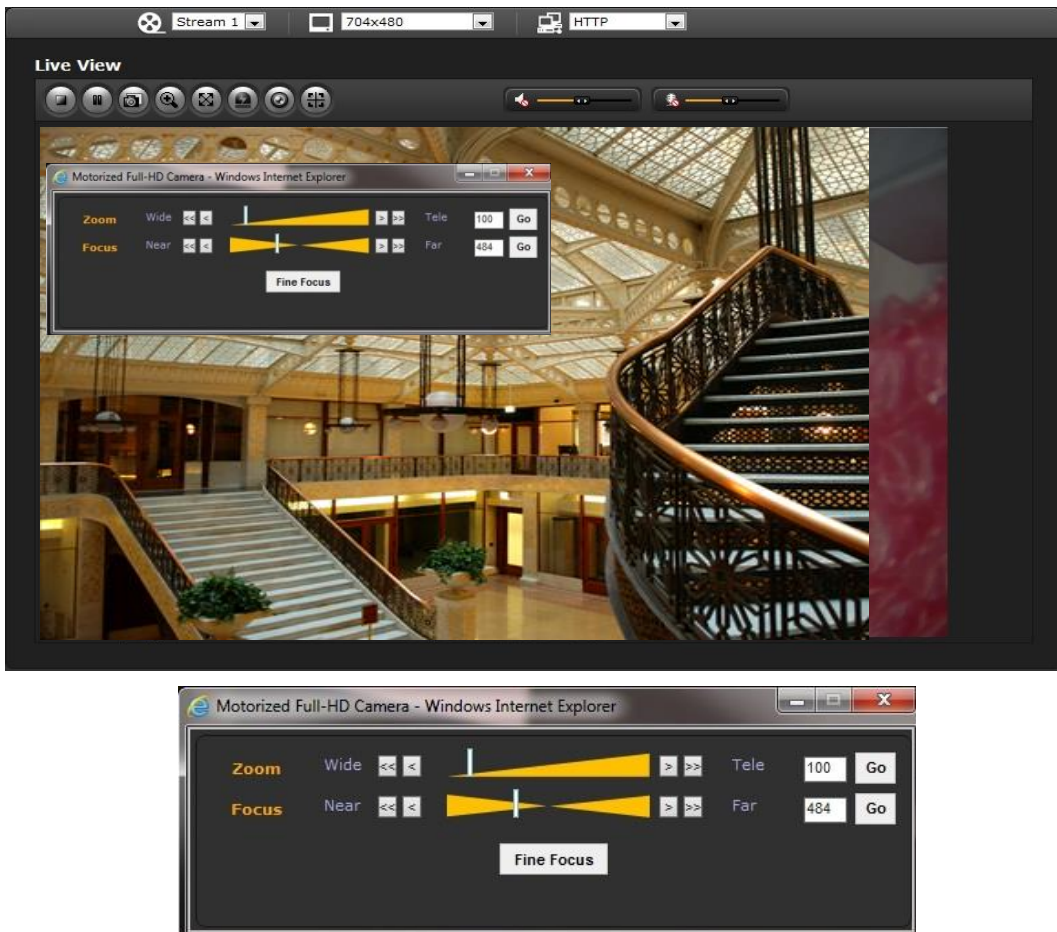 Stream 1 704x480 HTTP
Live View
Motorized Full-HD Camera - Windows Internet Explorer
Zoom Wide << < > >> Tele 100 Go
Focus Near << < > >> Far 484 Go
Fine Focus
Motorized Full-HD Camera - Windows Internet Explorer
Zoom Wide << < > >> Tele 100 Go
Focus Near << < > >> Far 484 Go
Fine Focus